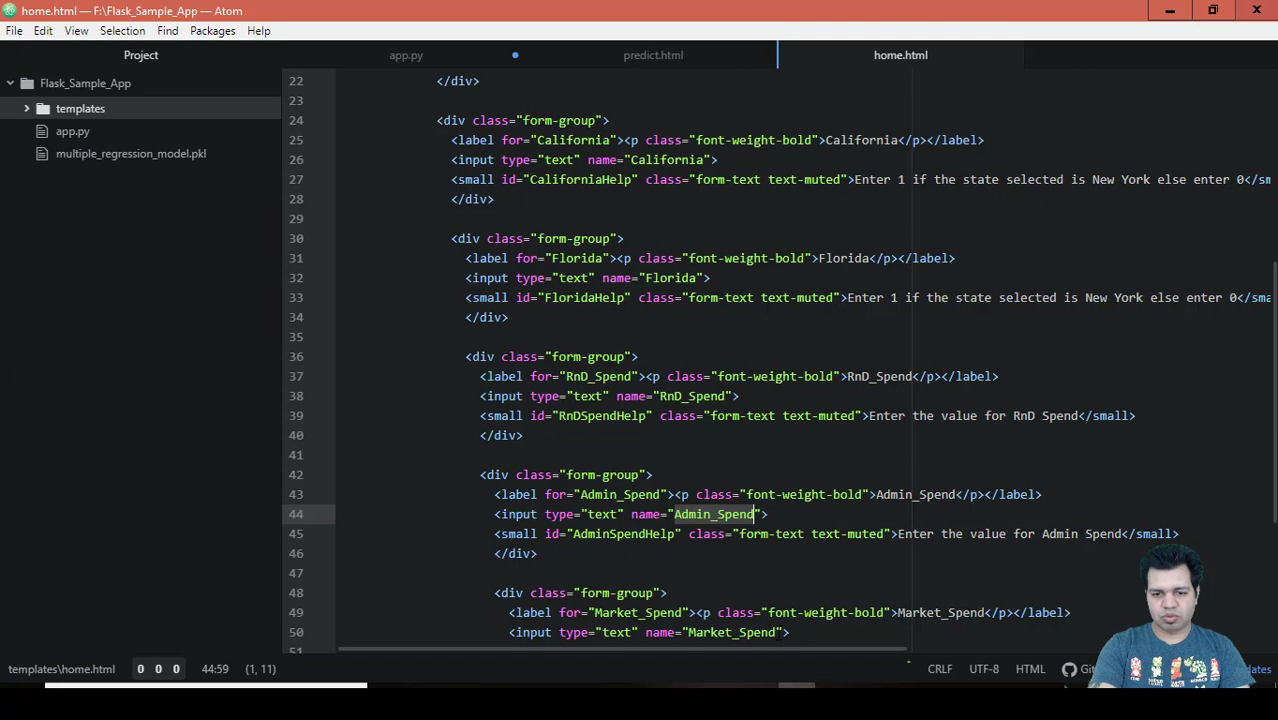 home.html — F:\Flask_Sample_App — Atom
File Edit View Selection Find Packages Help
Project app.py predict.html home.html
Flask_Sample_App
templates
app.py
multiple_regression_model.pkl
22 </div>
23
24 <div class="form-group">
25 <label for="California"><p class="font-weight-bold">California</p></label>
26 <input type="text" name="California">
27 <small id="CaliforniaHelp" class="form-text text-muted">Enter 1 if the state selected is New York else enter 0</sm
28 </div>
29
30 <div class="form-group">
31 <label for="Florida"><p class="font-weight-bold">Florida</p></label>
32 <input type="text" name="Florida">
33 <small id="FloridaHelp" class="form-text text-muted">Enter 1 if the state selected is New York else enter 0</sma
34 </div>
35
36 <div class="form-group">
37 <label for="RnD_Spend"><p class="font-weight-bold">RnD_Spend</p></label>
38 <input type="text" name="RnD_Spend">
39 <small id="RnDSpendHelp" class="form-text text-muted">Enter the value for RnD Spend</small>
40 </div>
41
42 <div class="form-group">
43 <label for="Admin_Spend"><p class="font-weight-bold">Admin_Spend</p></label>
44 <input type="text" name="Admin_Spend">
45 <small id="AdminSpendHelp" class="form-text text-muted">Enter the value for Admin Spend</small>
46 </div>
47
48 <div class="form-group">
49 <label for="Market_Spend"><p class="font-weight-bold">Market_Spend</p></label>
50 <input type="text" name="Market_Spend">
51
templates\home.html 0 0 0 44:59 (1, 11) CRLF UTF-8 HTML Git dates